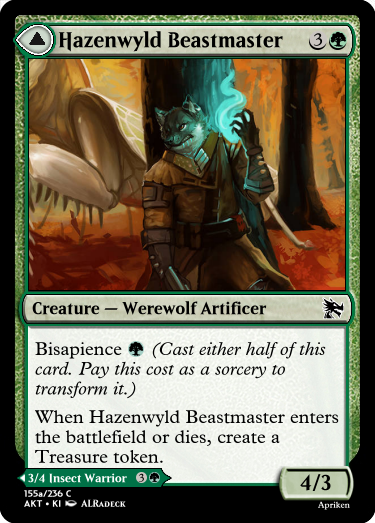 Hazenwyld Beastmaster 3
Creature — Werewolf Artificer
Bisapience (Cast either half of this
card. Pay this cost as a sorcery to
transform it.)
When Hazenwyld Beastmaster enters
the battlefield or dies, create a
Treasure token.
3/4 Insect Warrior 3
4/3
155a/236 C
AKT • KI ALRadeck
Apriken